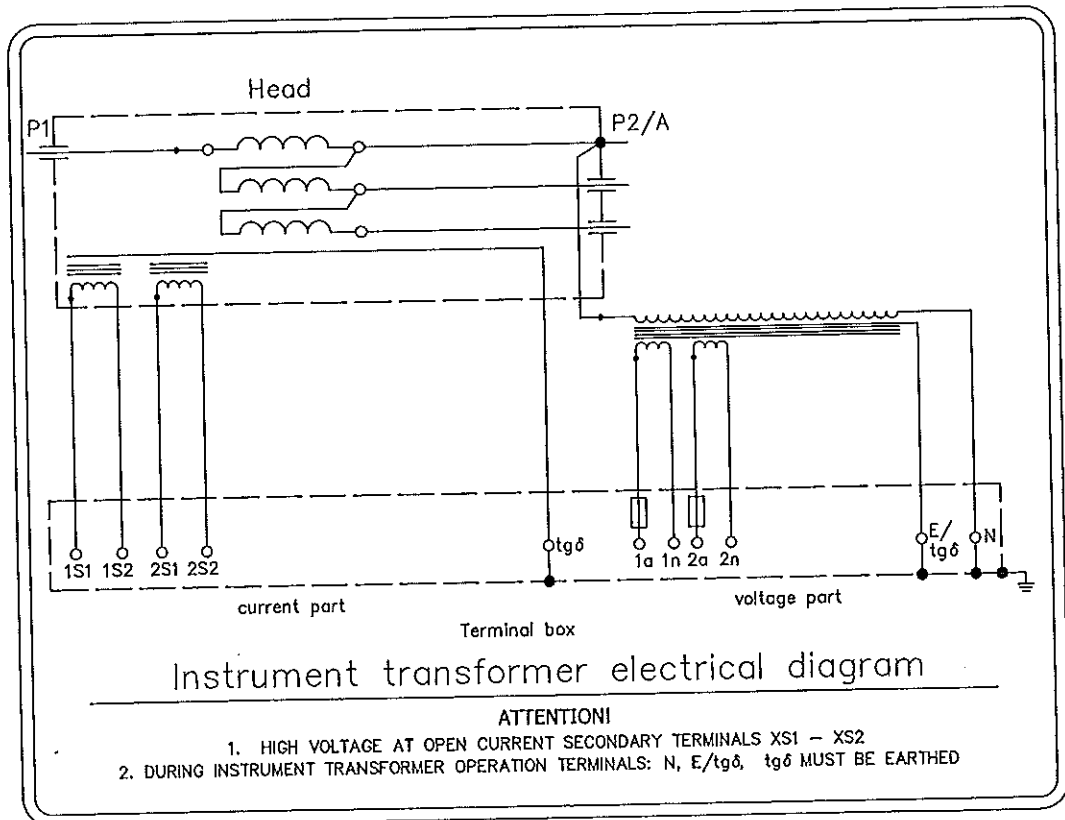 Head
P1
P2/A
1S1 1S2 2S1 2S2
tgδ
1a 1n 2a 2n
E/
tgδ
N
current part
voltage part
Terminal box
Instrument transformer electrical diagram
ATTENTION!
1. HIGH VOLTAGE AT OPEN CURRENT SECONDARY TERMINALS XS1 – XS2
2. DURING INSTRUMENT TRANSFORMER OPERATION TERMINALS: N, E/tgδ, tgδ MUST BE EARTHED